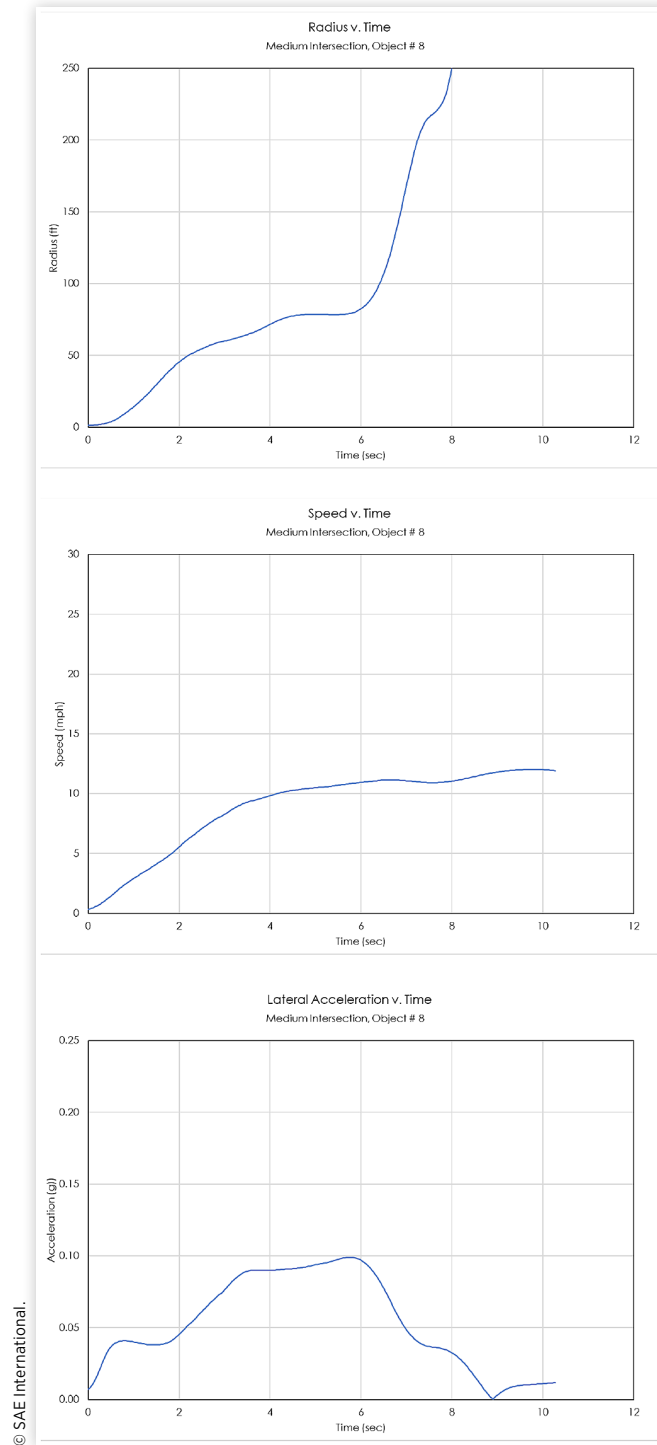 Radius v. Time
Medium Intersection, Object # 8
250
200
150
100
50
0
Radius (ft)
0 2 4 6 8 10 12
Time (sec)
Speed v. Time
Medium Intersection, Object # 8
30
25
20
15
10
5
0
Speed (mph)
0 2 4 6 8 10 12
Time (sec)
Lateral Acceleration v. Time
Medium Intersection, Object # 8
0.25
0.20
0.15
0.10
0.05
0.00
Acceleration (g))
0 2 4 6 8 10 12
Time (sec)
© SAE International.